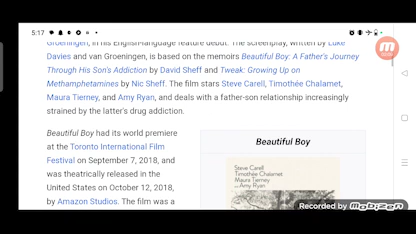 5:17
Groeningen, in his English-language feature debut. The screenplay, written by Luke
Davies and van Groeningen, is based on the memoirs Beautiful Boy: A Father's Journey
Through His Son's Addiction by David Sheff and Tweak: Growing Up on
Methamphetamines by Nic Sheff. The film stars Steve Carell, Timothée Chalamet,
Maura Tierney, and Amy Ryan, and deals with a father-son relationship increasingly
strained by the latter's drug addiction.
Beautiful Boy had its world premiere
at the Toronto International Film
Festival on September 7, 2018, and
was theatrically released in the
United States on October 12, 2018,
by Amazon Studios. The film was a
Beautiful Boy
Steve Carell
Timothée Chalamet
Maura Tierney
and Amy Ryan
Recorded by Mobizen